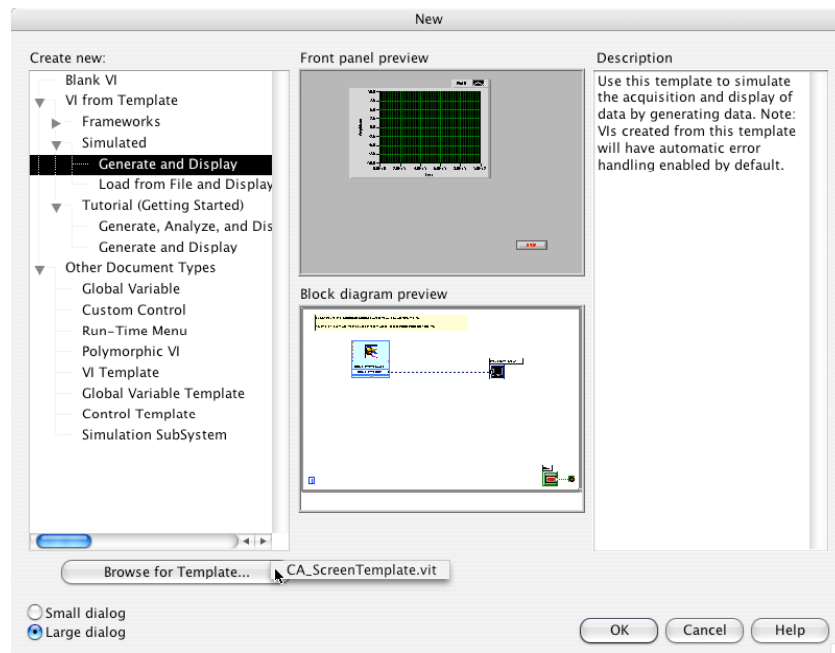 New
Create new:
Blank VI
VI from Template
Frameworks
Simulated
Generate and Display
Load from File and Display
Tutorial (Getting Started)
Generate, Analyze, and Dis
Generate and Display
Other Document Types
Global Variable
Custom Control
Run-Time Menu
Polymorphic VI
VI Template
Global Variable Template
Control Template
Simulation SubSystem
Front panel preview
Block diagram preview
Description
Use this template to simulate
the acquisition and display of
data by generating data. Note:
VIs created from this template
will have automatic error
handling enabled by default.
Browse for Template...
CA_ScreenTemplate.vit
Small dialog
Large dialog
OK
Cancel
Help